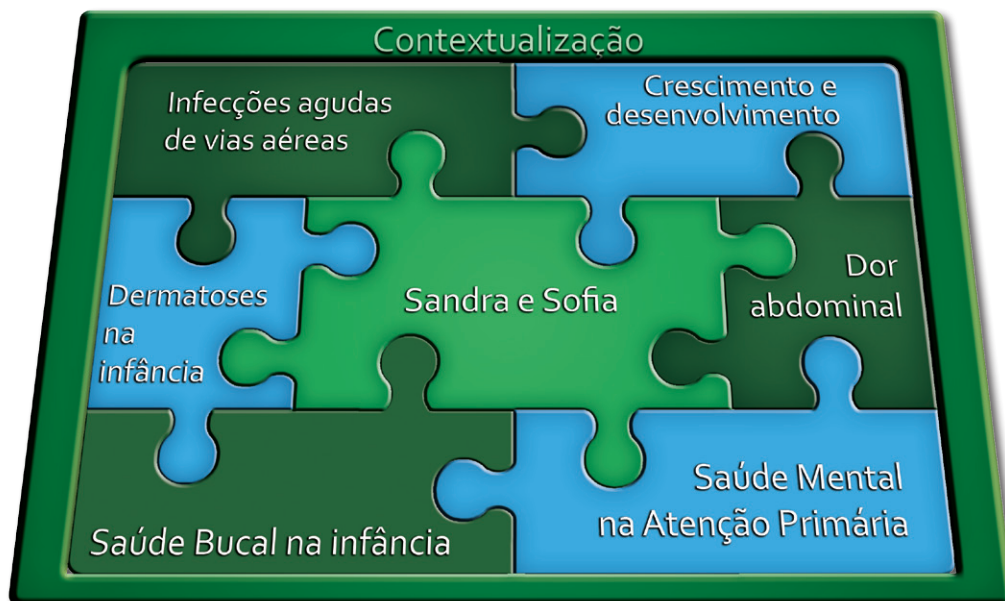 Contextualização
Infecções agudas
de vias aéreas
Crescimento e
desenvolvimento
Dermatoses
na
infância
Sandra e Sofia
Dor
abdominal
Saúde Bucal na infância
Saúde Mental
na Atenção Primária